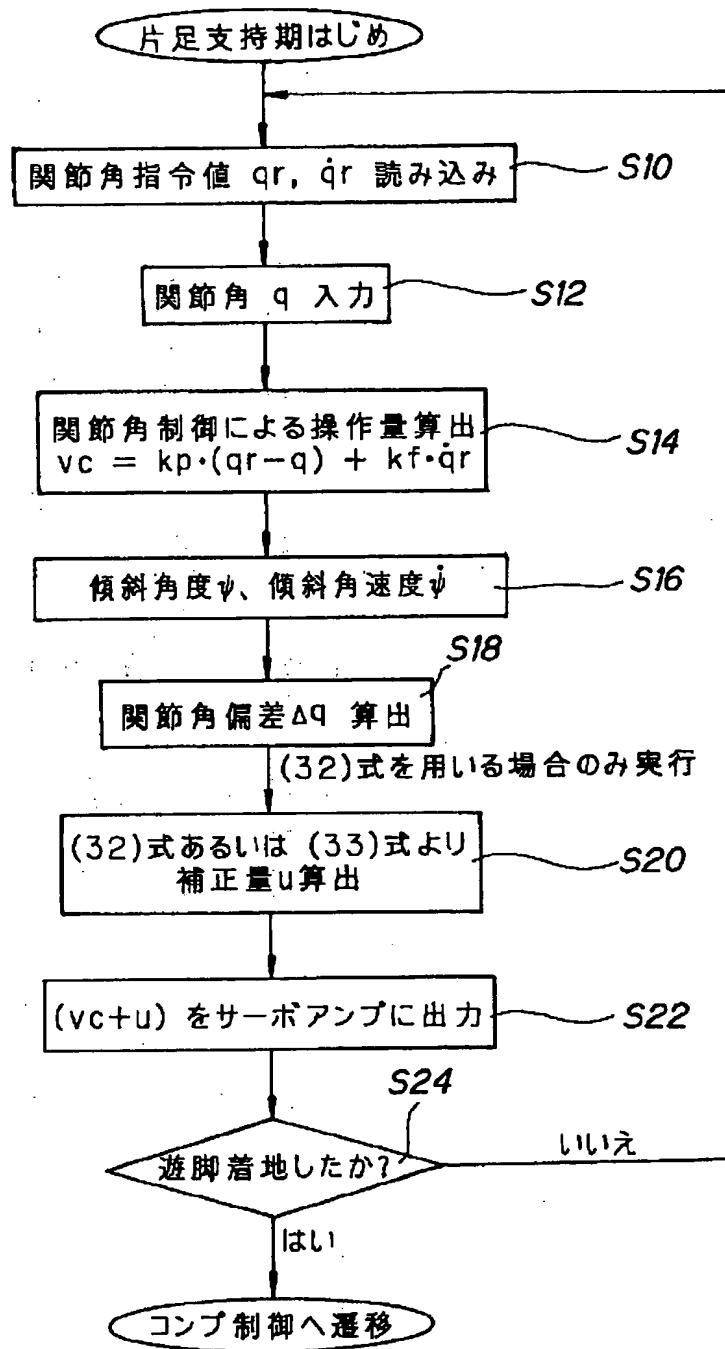 片足支持期はじめ
関節角指令値 qr, q̇r 読み込み
S10
関節角 q 入力
S12
関節角制御による操作量算出
vc = kp·(qr−q) + kf·q̇r
S14
傾斜角度ψ、傾斜角速度ψ̇
S16
S18
関節角偏差Δq 算出
(32)式を用いる場合のみ実行
(32)式あるいは (33)式より
補正量u算出
S20
(vc+u) をサーボアンプに出力
S22
S24
遊脚着地したか?
いいえ
はい
コンプ制御へ遷移